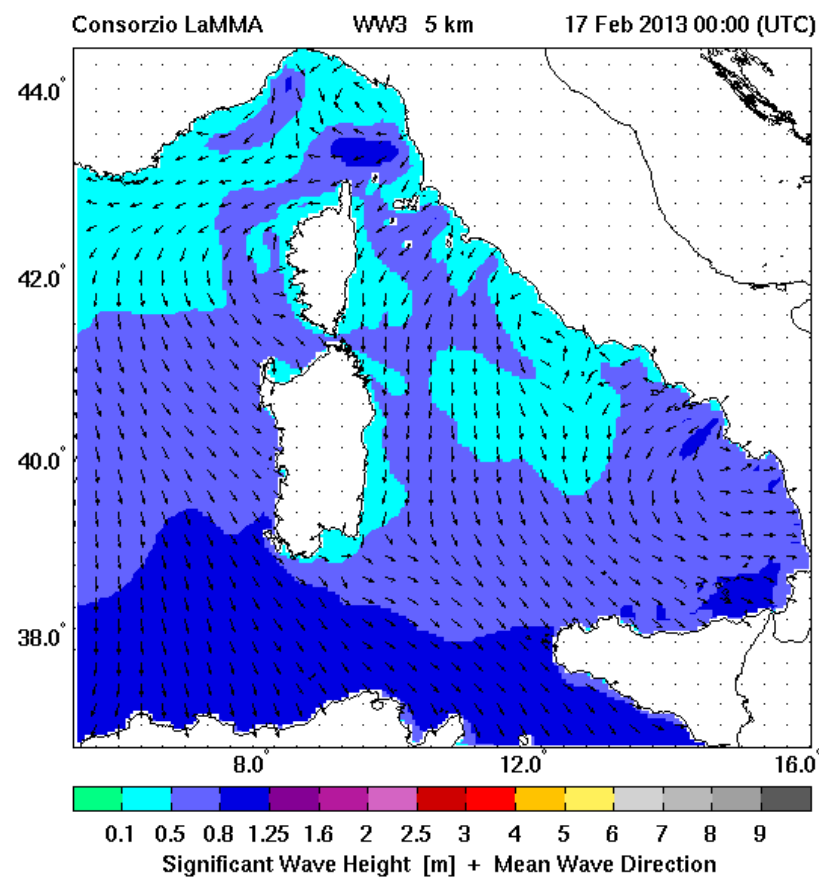 Consorzio LaMMA WW3 5 km 17 Feb 2013 00:00 (UTC)
44.0°
42.0°
40.0°
38.0°
8.0° 12.0° 16.0°
0.1 0.5 0.8 1.25 1.6 2 2.5 3 4 5 6 7 8 9
Significant Wave Height [m] + Mean Wave Direction